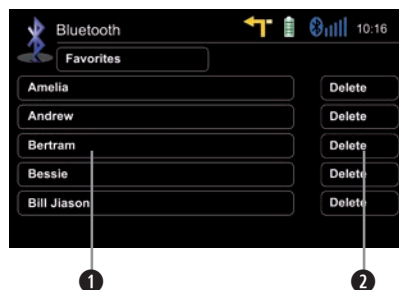 Bluetooth 10:16
Favorites
Amelia Delete
Andrew Delete
Bertram Delete
Bessie Delete
Bill Jiason Delete
1 2